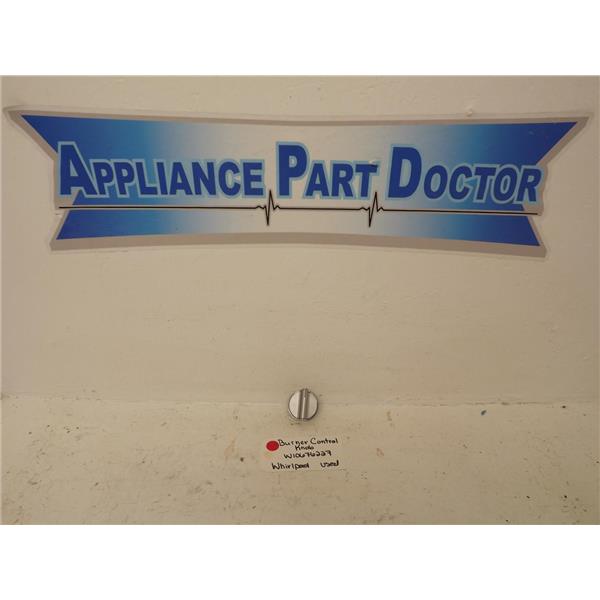 APPLIANCE PART DOCTOR
Burner Control
Knob
W10676229
Whirlpool used